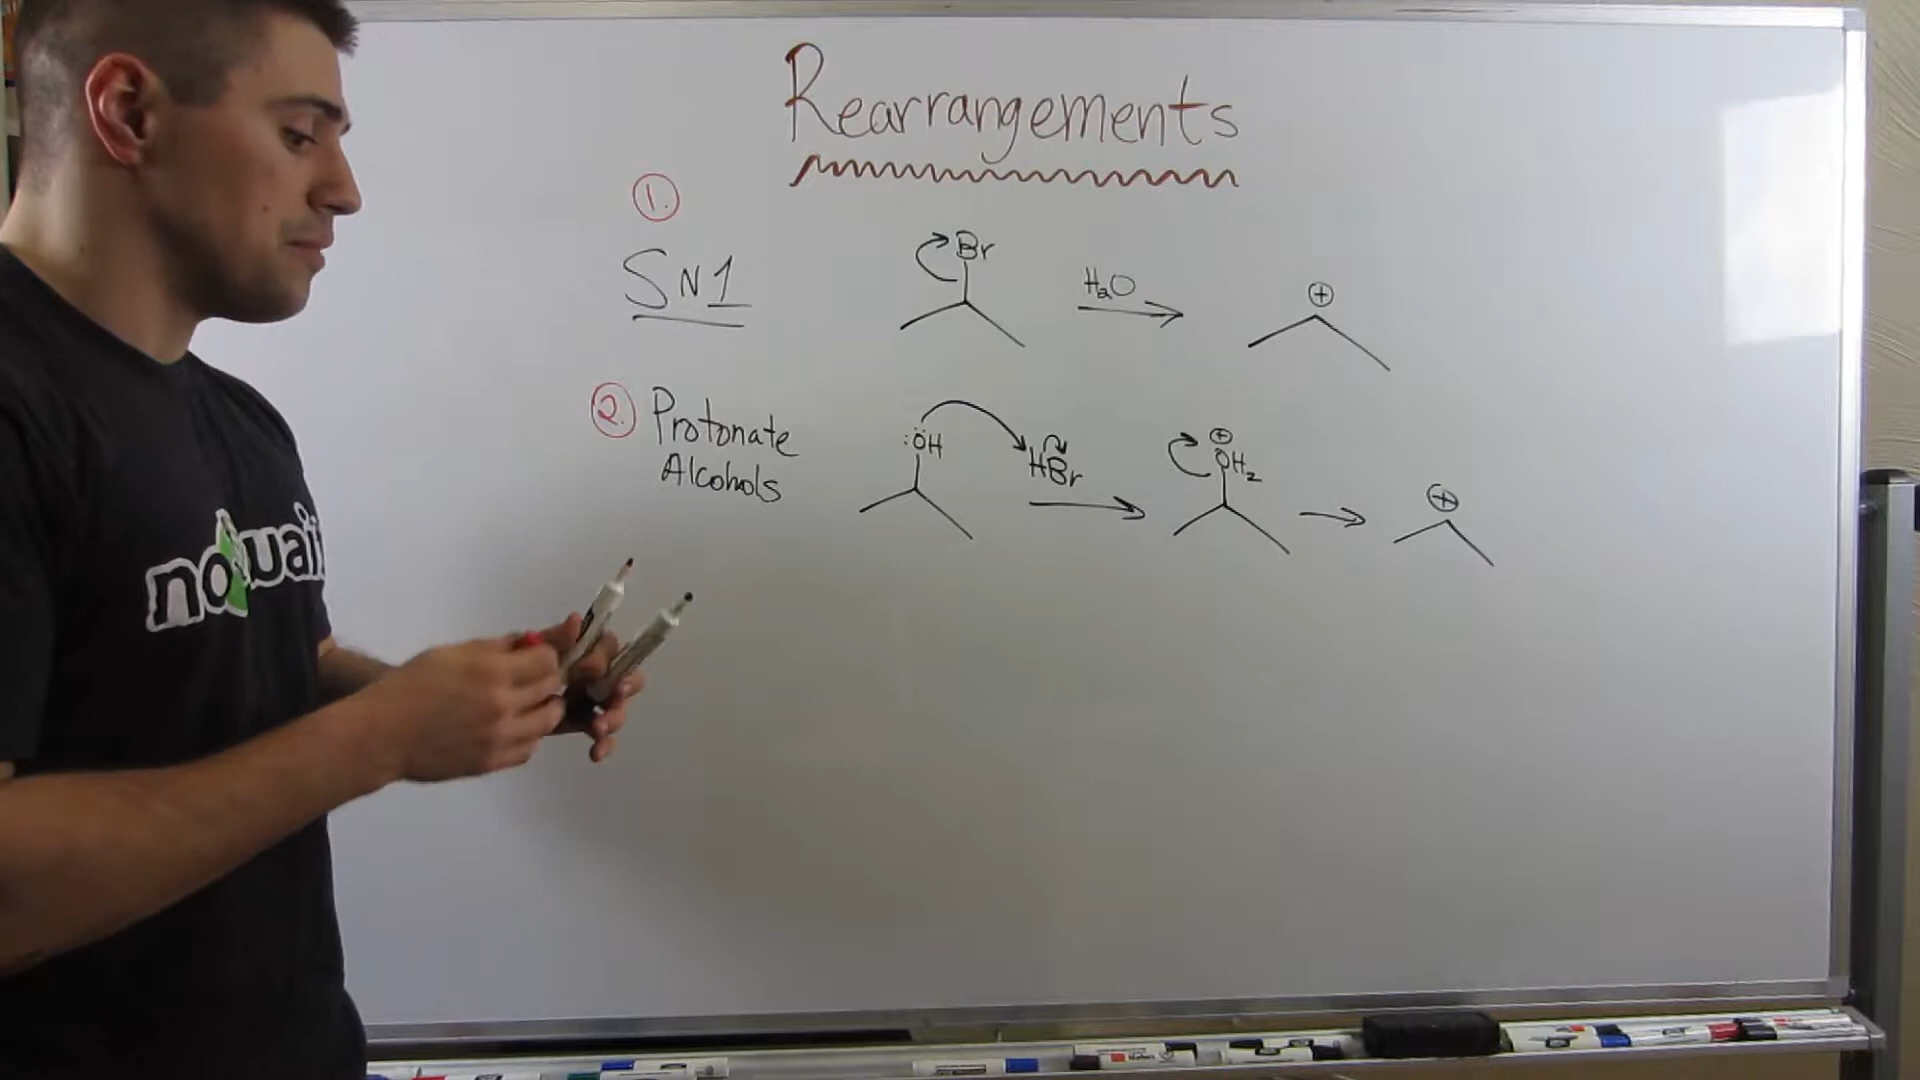 Rearrangements
1.
SN1
Br
H2O
+
2. Protonate
Alcohols
:ÖH
HBr
+
OH2
+